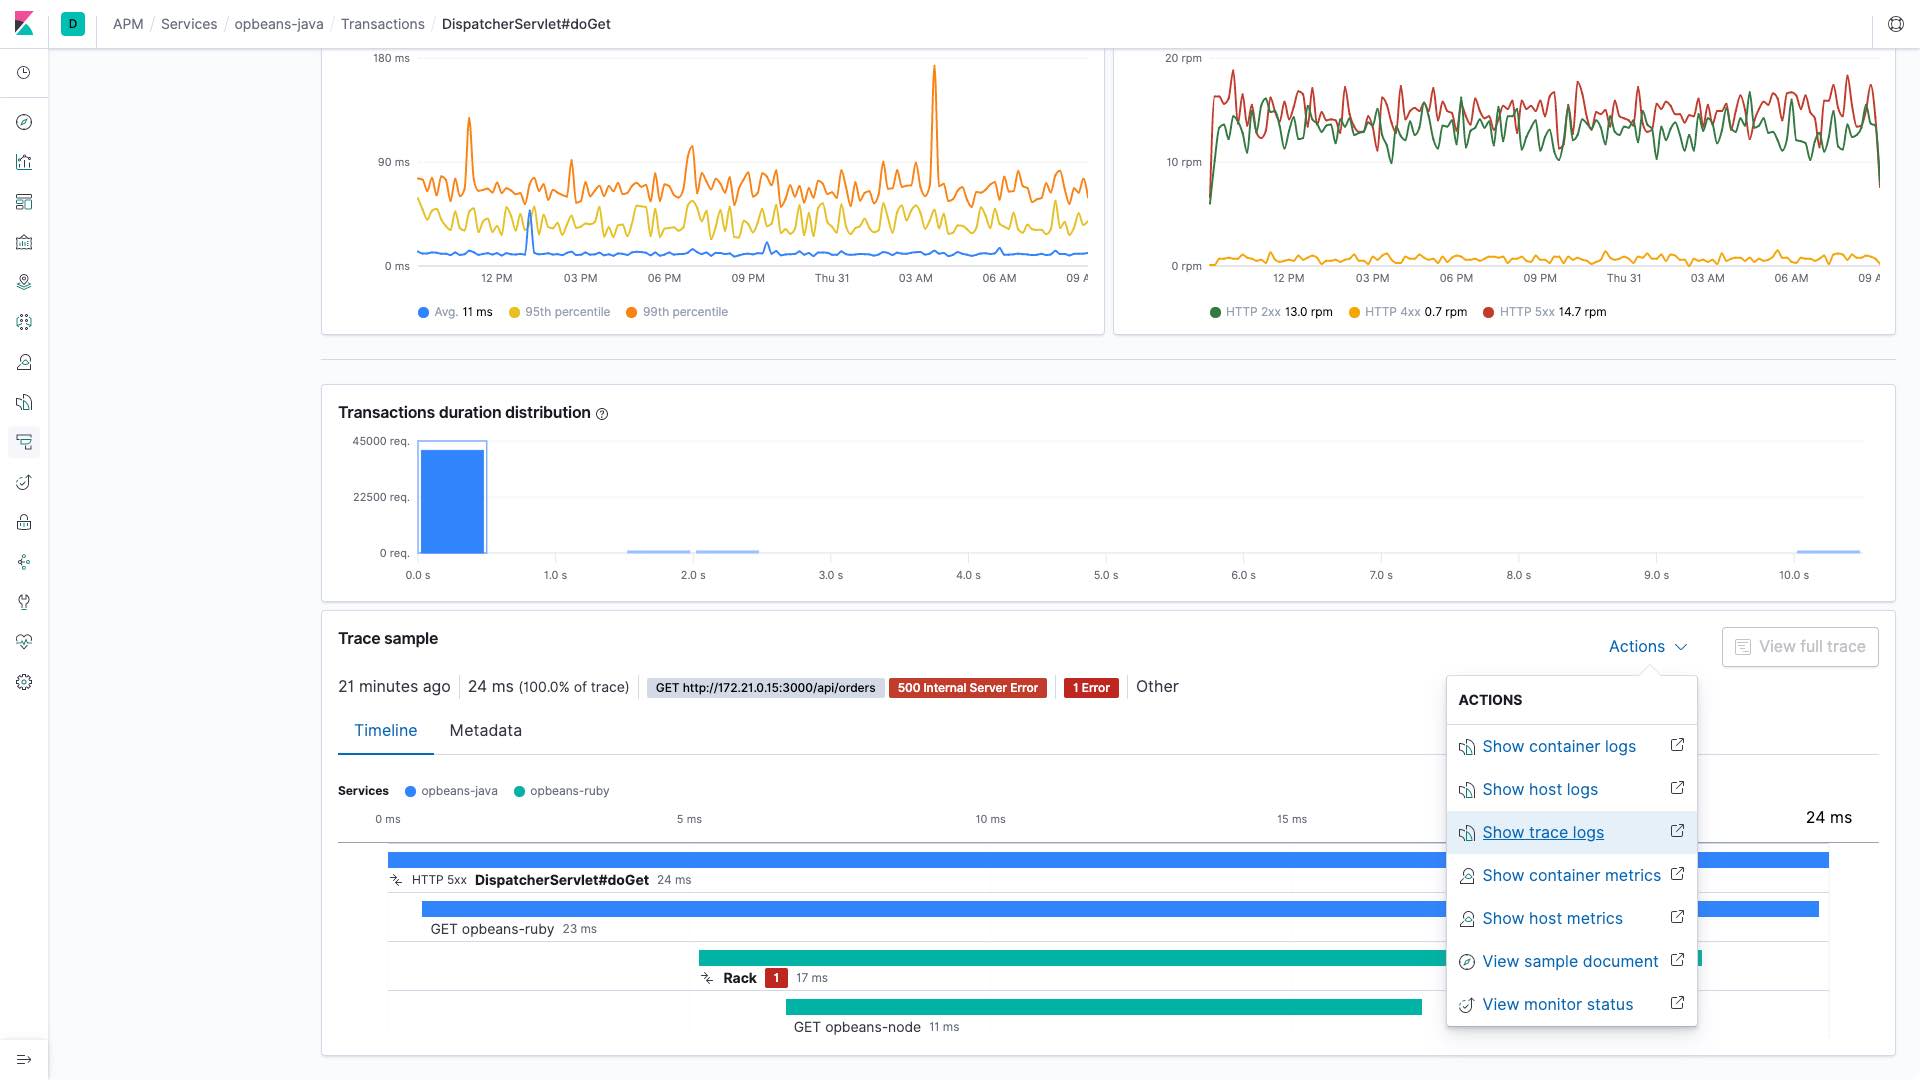 D APM / Services / opbeans-java / Transactions / DispatcherServlet#doGet
180 ms
90 ms
0 ms
12 PM 03 PM 06 PM 09 PM Thu 31 03 AM 06 AM 09 A
Avg. 11 ms 95th percentile 99th percentile
20 rpm
10 rpm
0 rpm
12 PM 03 PM 06 PM 09 PM Thu 31 03 AM 06 AM 09 A
HTTP 2xx 13.0 rpm HTTP 4xx 0.7 rpm HTTP 5xx 14.7 rpm
Transactions duration distribution
45000 req.
22500 req.
0 req.
0.0 s 1.0 s 2.0 s 3.0 s 4.0 s 5.0 s 6.0 s 7.0 s 8.0 s 9.0 s 10.0 s
Trace sample
Actions View full trace
21 minutes ago 24 ms (100.0% of trace) GET http://172.21.0.15:3000/api/orders 500 Internal Server Error 1 Error Other
Timeline Metadata
Services opbeans-java opbeans-ruby
0 ms 5 ms 10 ms 15 ms 24 ms
HTTP 5xx DispatcherServlet#doGet 24 ms
GET opbeans-ruby 23 ms
Rack 1 17 ms
GET opbeans-node 11 ms
ACTIONS
Show container logs
Show host logs
Show trace logs
Show container metrics
Show host metrics
View sample document
View monitor status